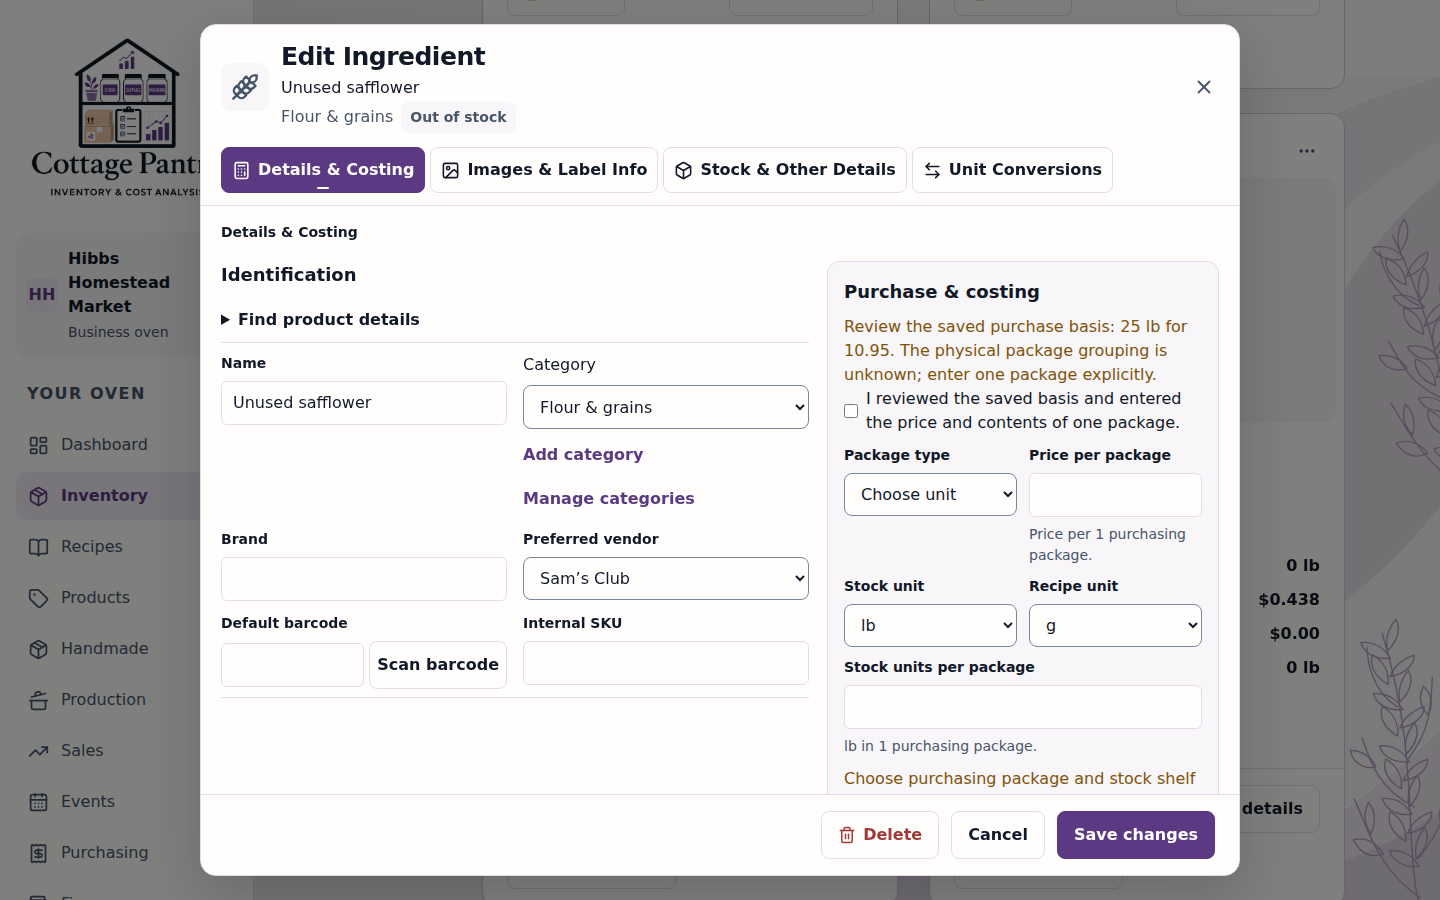 Edit Ingredient
Unused safflower
Flour & grains
Out of stock
Details & Costing
Images & Label Info
Stock & Other Details
Unit Conversions
Details & Costing
Identification
Find product details
Name
Unused safflower
Category
Flour & grains
Add category
Manage categories
Brand
Preferred vendor
Sam’s Club
Default barcode
Scan barcode
Internal SKU
Purchase & costing
Review the saved purchase basis: 25 lb for
10.95. The physical package grouping is
unknown; enter one package explicitly.
I reviewed the saved basis and entered
the price and contents of one package.
Package type
Choose unit
Price per package
Price per 1 purchasing
package.
Stock unit
lb
Recipe unit
g
Stock units per package
lb in 1 purchasing package.
Choose purchasing package and stock shelf
Delete
Cancel
Save changes
Cottage Pant
INVENTORY & COST ANALYSI
HH
Hibbs
Homestead
Market
Business oven
YOUR OVEN
Dashboard
Inventory
Recipes
Products
Handmade
Production
Sales
Events
Purchasing
0 lb
$0.438
$0.00
0 lb
details